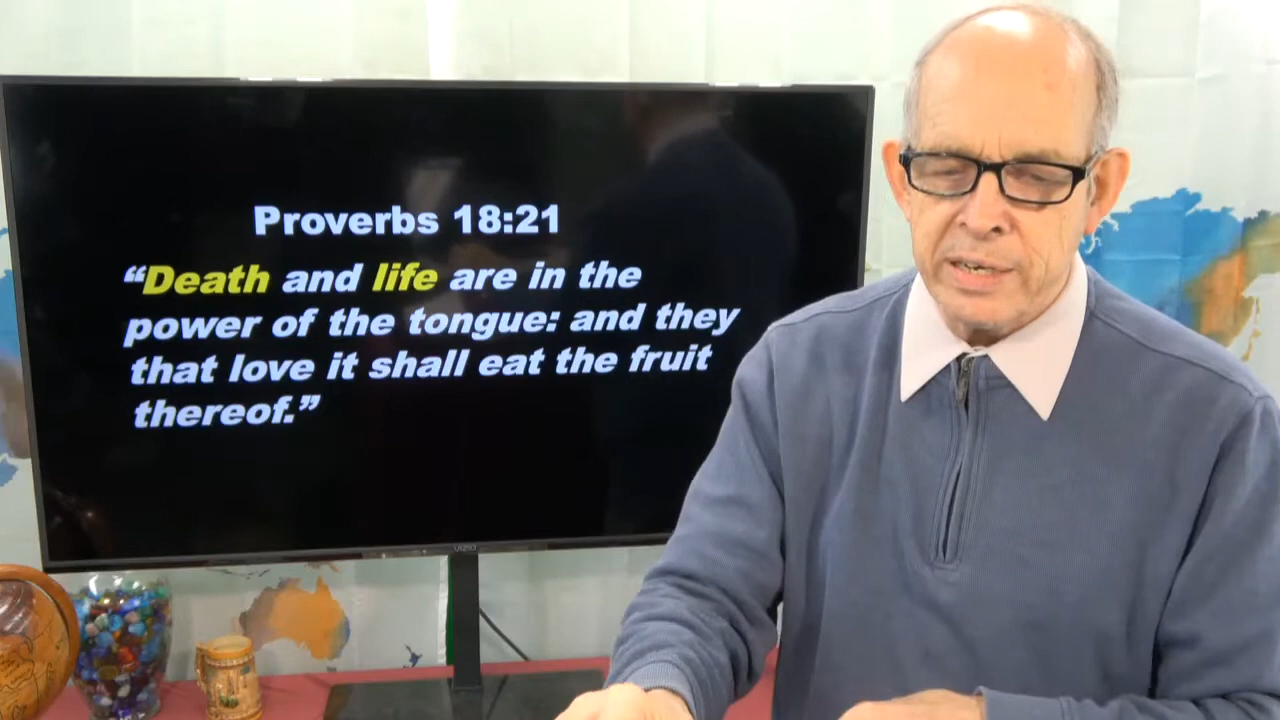 Proverbs 18:21
“Death and life are in the
power of the tongue: and they
that love it shall eat the fruit
thereof.”
VIZIO